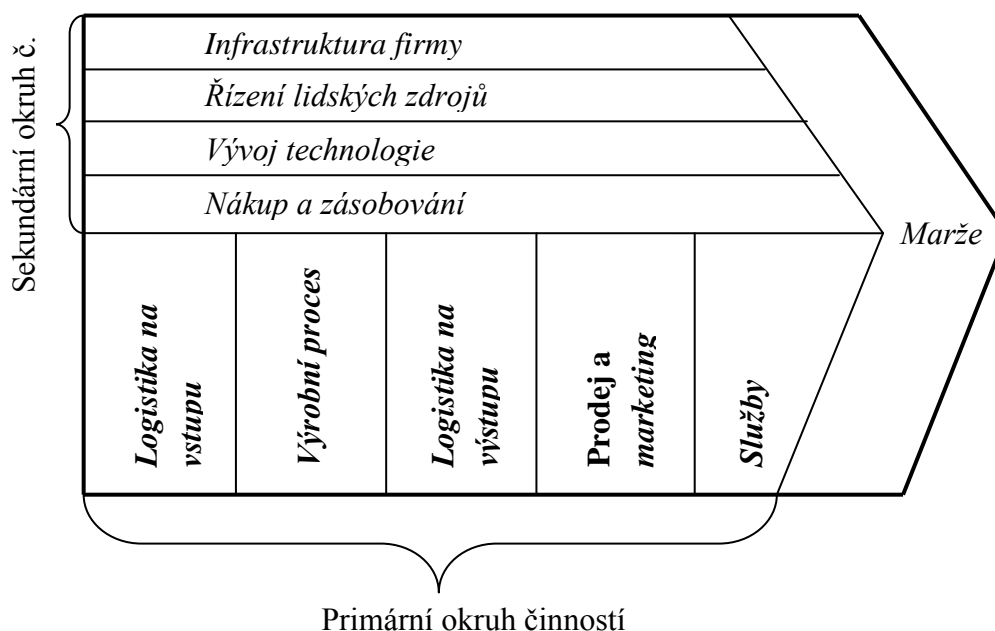 Sekundární okruh č.
Infrastruktura firmy
Řízení lidských zdrojů
Vývoj technologie
Nákup a zásobování
Marže
Logistika na
vstupu
Výrobní proces
Logistika na
výstupu
Prodej a
marketing
Služby
Primární okruh činností